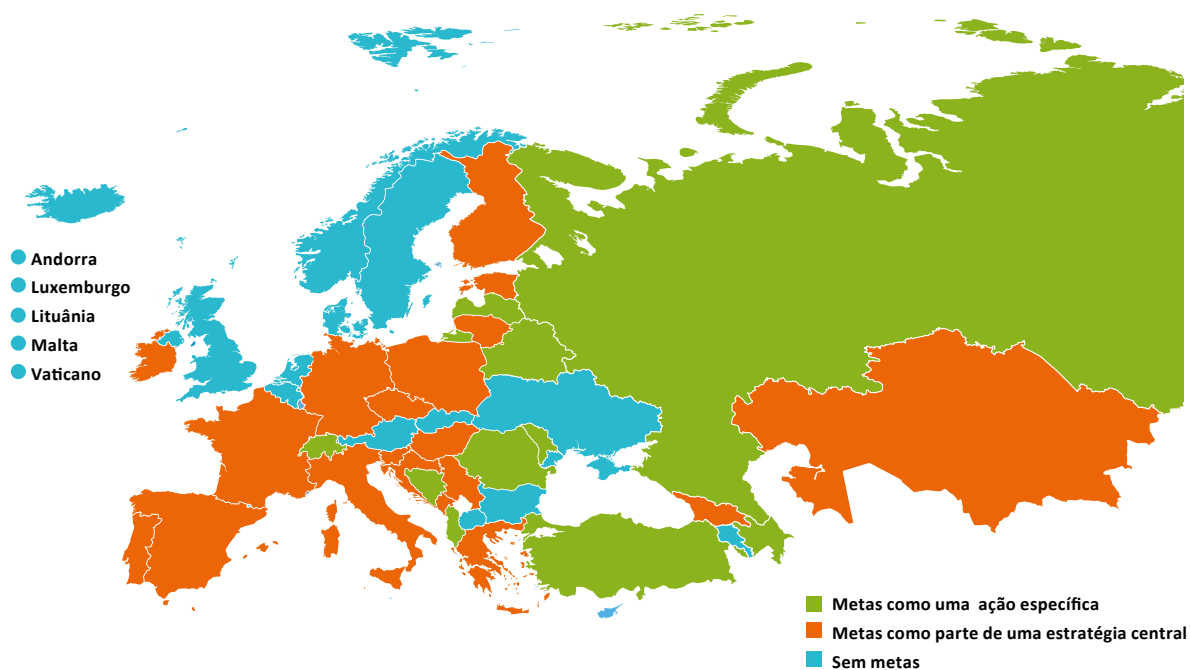 Andorra
Luxemburgo
Lituânia
Malta
Vaticano
Metas como uma ação específica
Metas como parte de uma estratégia central
Sem metas